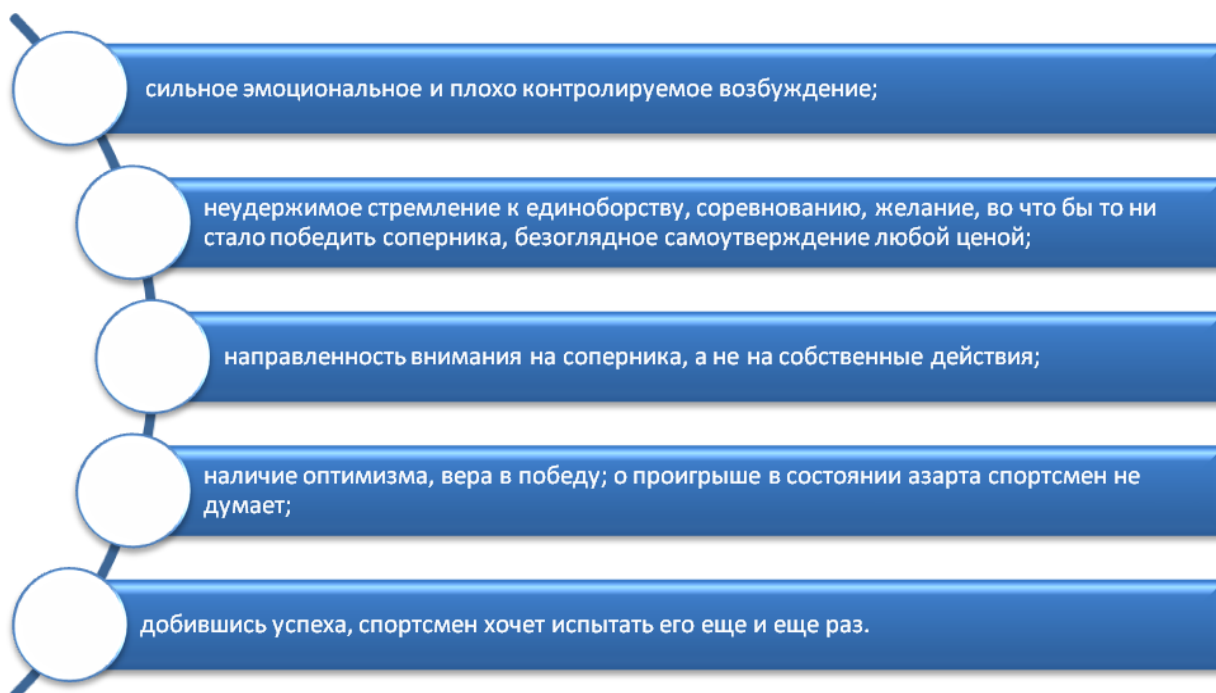 сильное эмоциональное и плохо контролируемое возбуждение;
неудержимое стремление к единоборству, соревнованию, желание, во что бы то ни
стало победить соперника, безоглядное самоутверждение любой ценой;
направленность внимания на соперника, а не на собственные действия;
наличие оптимизма, вера в победу; о проигрыше в состоянии азарта спортсмен не
думает;
добившись успеха, спортсмен хочет испытать его еще и еще раз.